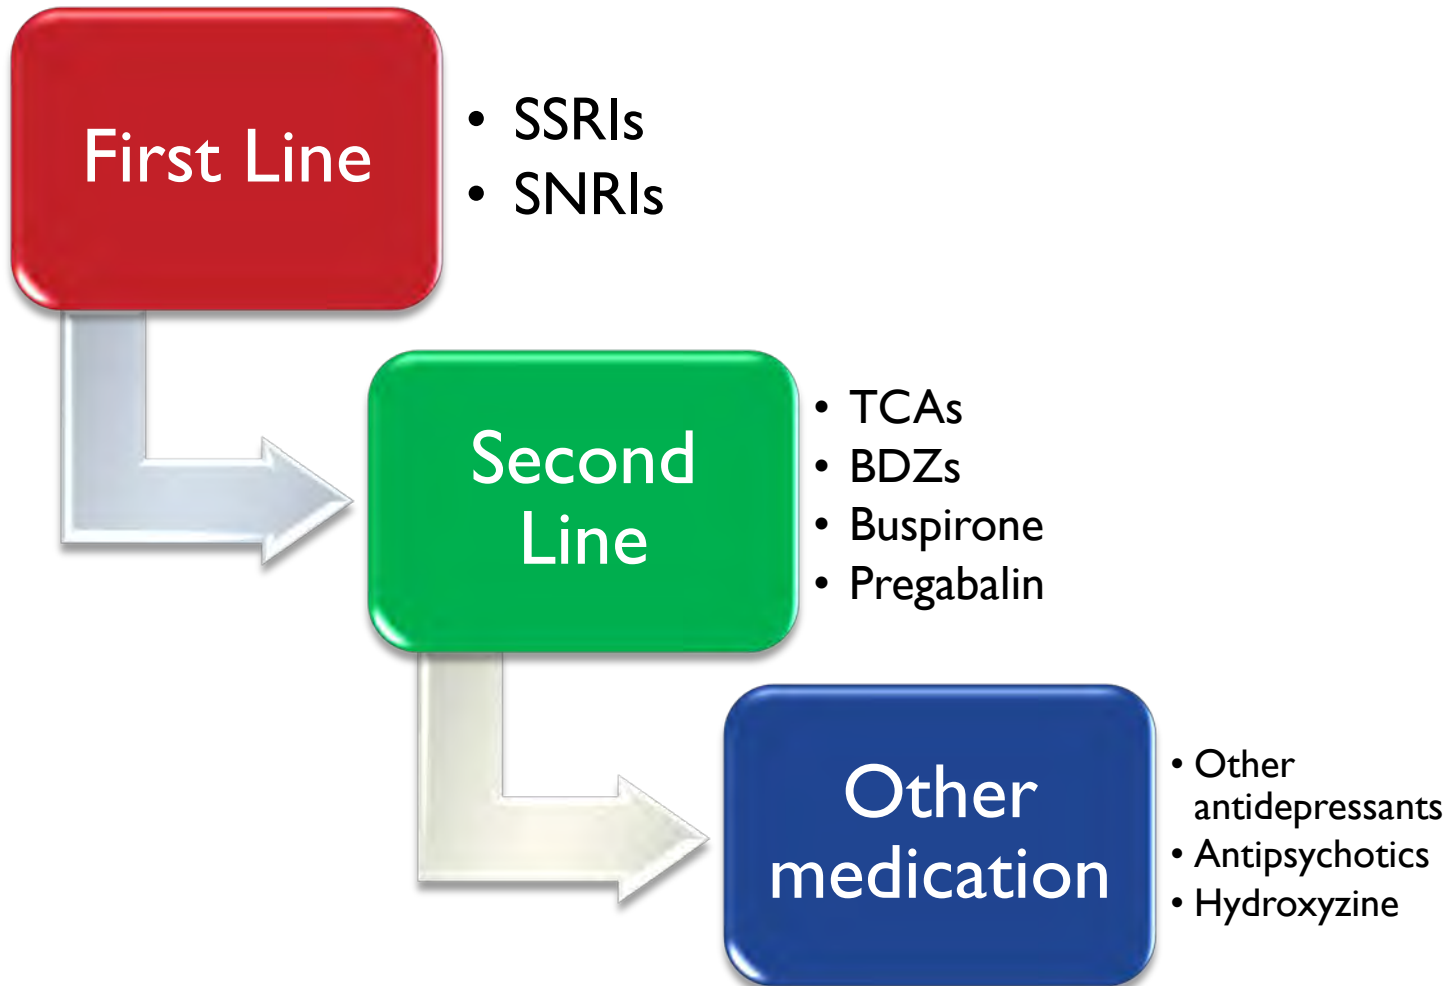 First Line
• SSRIs
• SNRIs
Second
Line
• TCAs
• BDZs
• Buspirone
• Pregabalin
Other
medication
• Other
antidepressants
• Antipsychotics
• Hydroxyzine